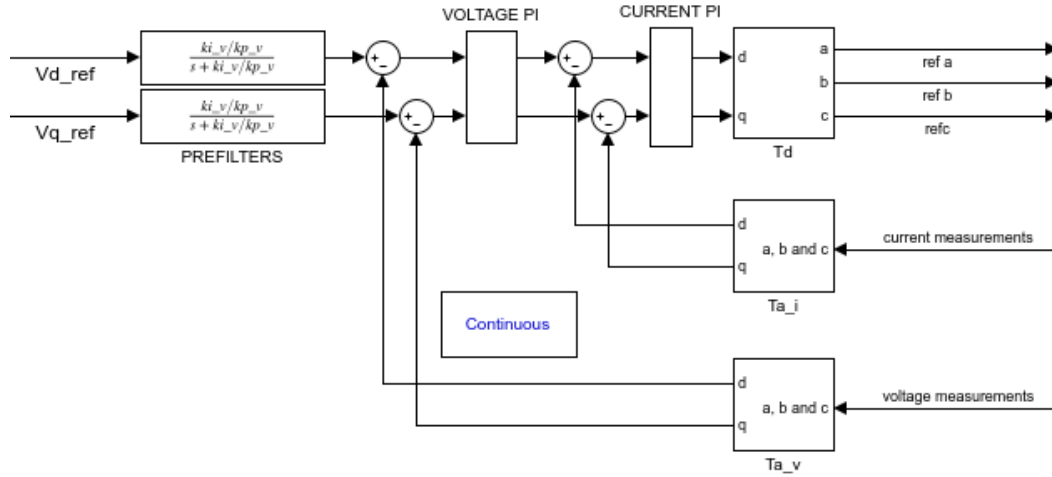 VOLTAGE PI
CURRENT PI
Vd_ref
ki_v/kp_v
s + ki_v/kp_v
+
−
+
−
d
a
ref a
b
ref b
Vq_ref
ki_v/kp_v
s + ki_v/kp_v
+
−
+
−
q
c
refc
PREFILTERS
Td
d
a, b and c
current measurements
q
Ta_i
Continuous
d
a, b and c
voltage measurements
q
Ta_v